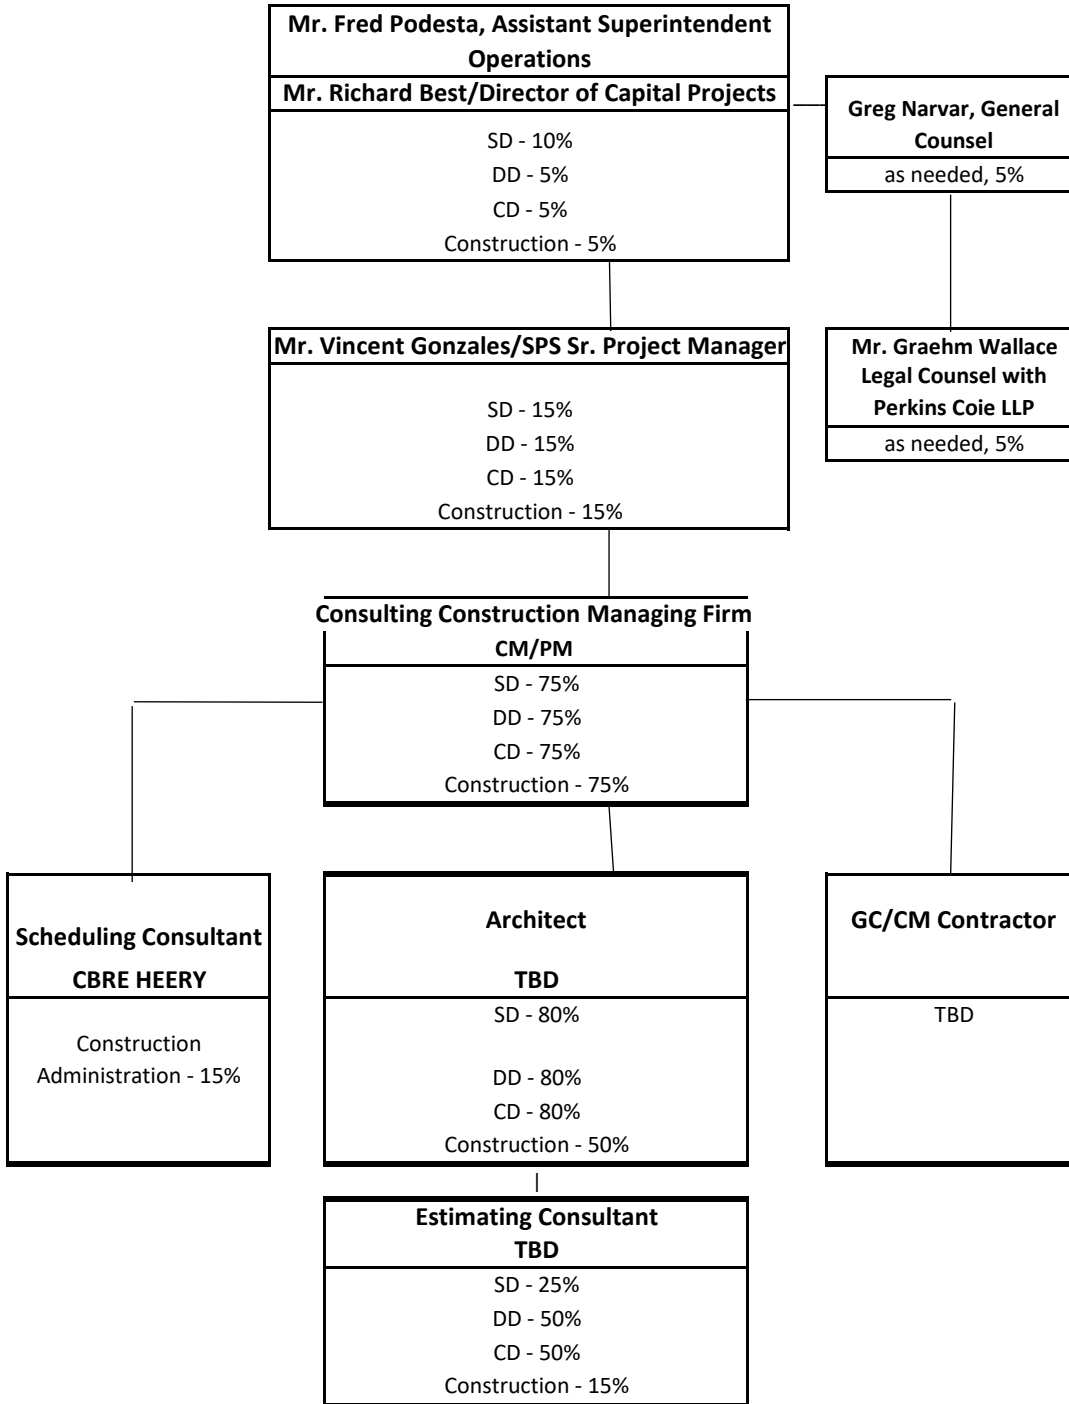 Mr. Fred Podesta, Assistant Superintendent
Operations
Mr. Richard Best/Director of Capital Projects
SD - 10%
DD - 5%
CD - 5%
Construction - 5%
Greg Narvar, General
Counsel
as needed, 5%
Mr. Vincent Gonzales/SPS Sr. Project Manager
SD - 15%
DD - 15%
CD - 15%
Construction - 15%
Mr. Graehm Wallace
Legal Counsel with
Perkins Coie LLP
as needed, 5%
Consulting Construction Managing Firm
CM/PM
SD - 75%
DD - 75%
CD - 75%
Construction - 75%
Scheduling Consultant
CBRE HEERY
Construction
Administration - 15%
Architect
TBD
SD - 80%
DD - 80%
CD - 80%
Construction - 50%
GC/CM Contractor
TBD
Estimating Consultant
TBD
SD - 25%
DD - 50%
CD - 50%
Construction - 15%